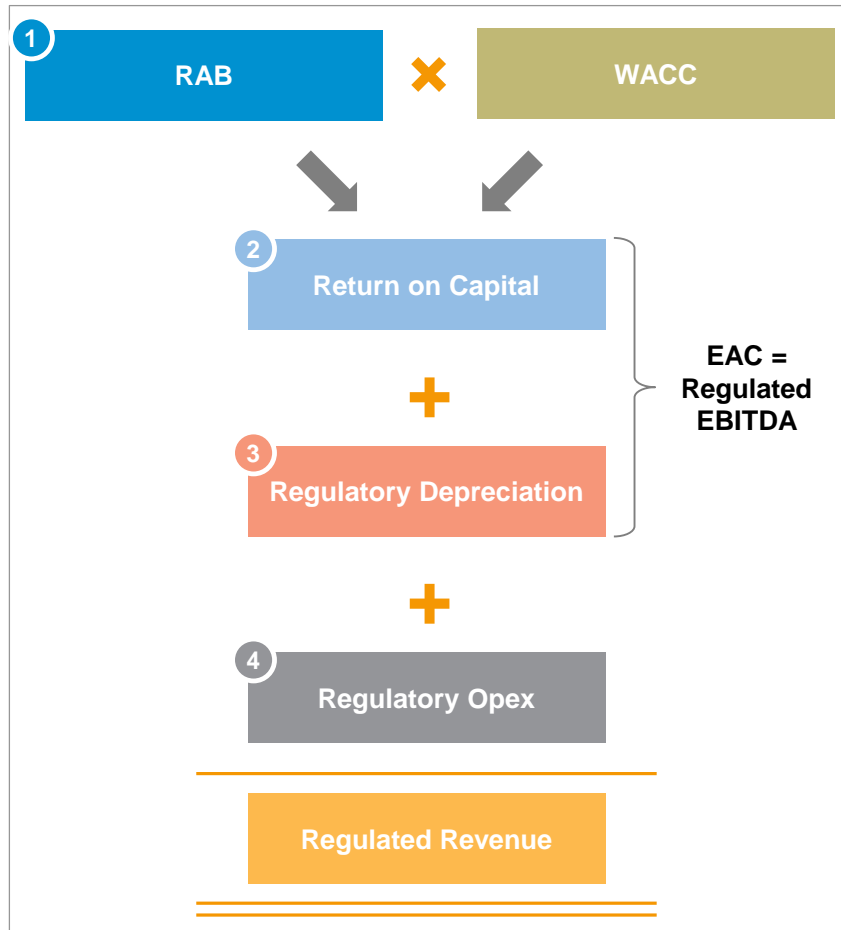 1
RAB
×
WACC
2
Return on Capital
+
EAC =
Regulated
EBITDA
3
Regulatory Depreciation
+
4
Regulatory Opex
Regulated Revenue